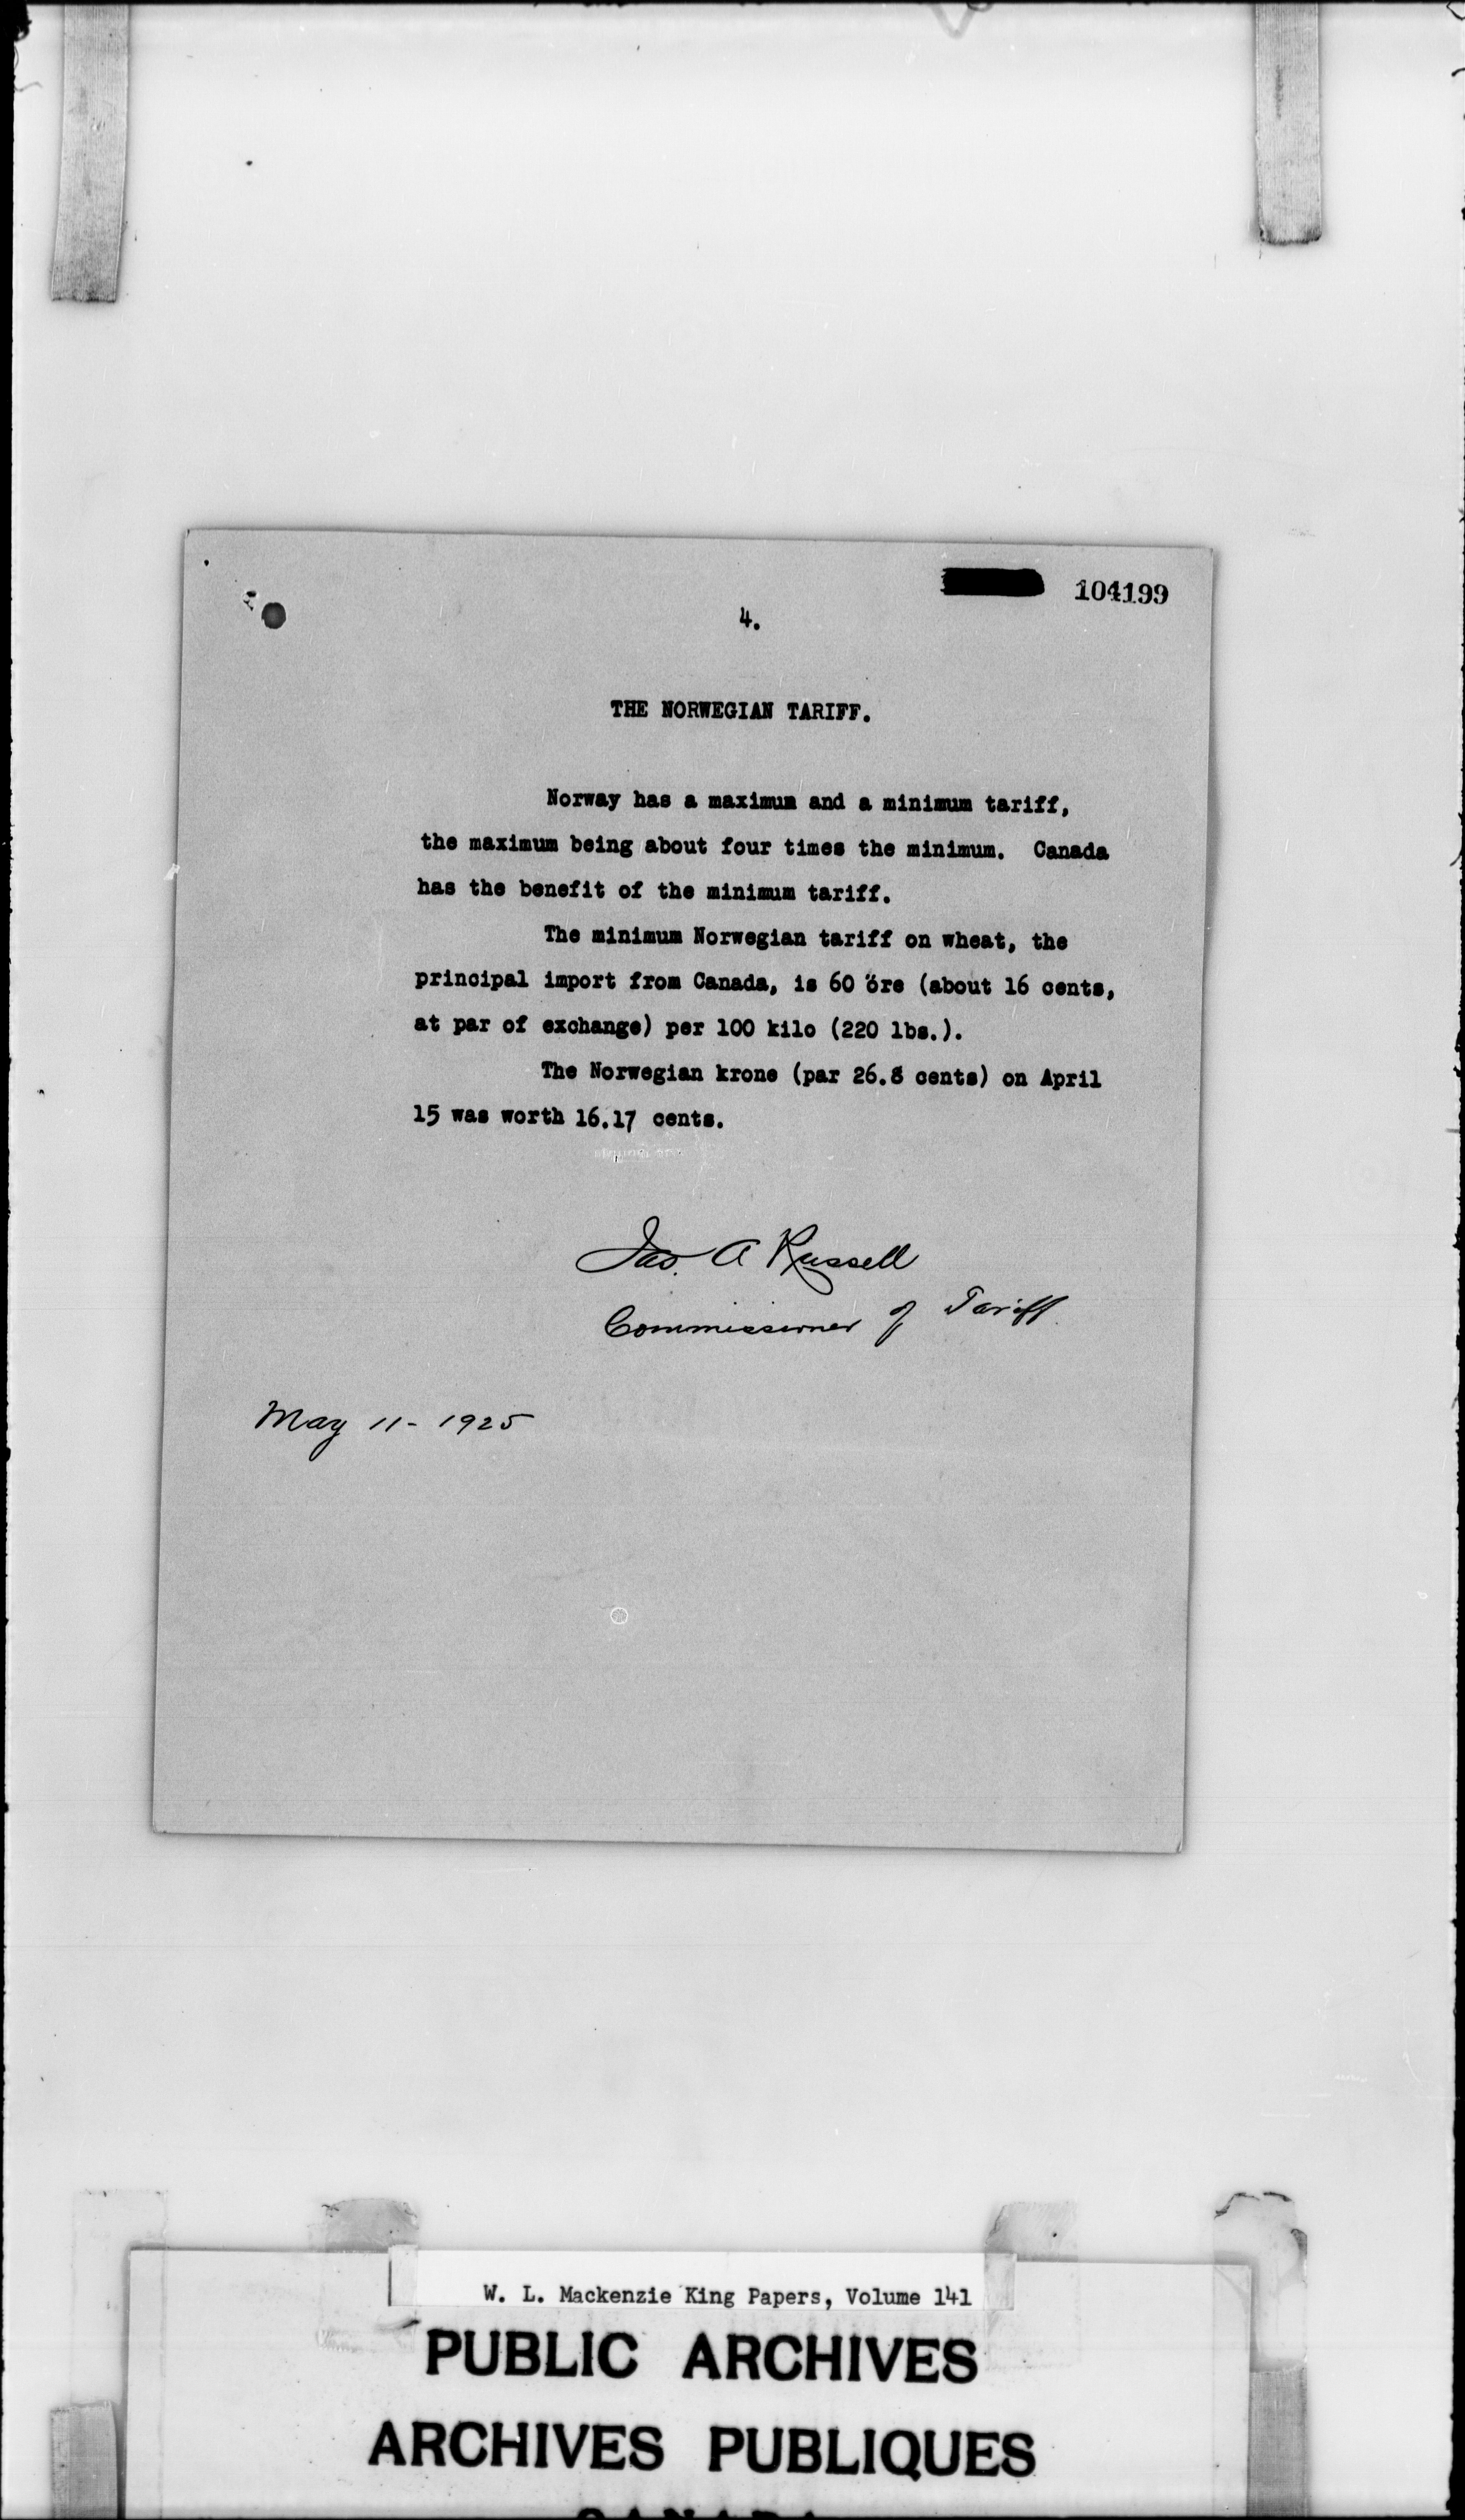 104199
4.
THE NORWEGIAN TARIFF.
Norway has a maximum and a minimum tariff,
the maximum being about four times the minimum. Canada
has the benefit of the minimum tariff.
The minimum Norwegian tariff on wheat, the
principal import from Canada, is 60 öre (about 16 cents,
at par of exchange) per 100 kilo (220 lbs.).
The Norwegian krone (par 26.8 cents) on April
15 was worth 16.17 cents.
Jas. A Russell
Commissioner of Tariff.
May 11 - 1925
W. L. Mackenzie King Papers, Volume 141
PUBLIC ARCHIVES
ARCHIVES PUBLIQUES